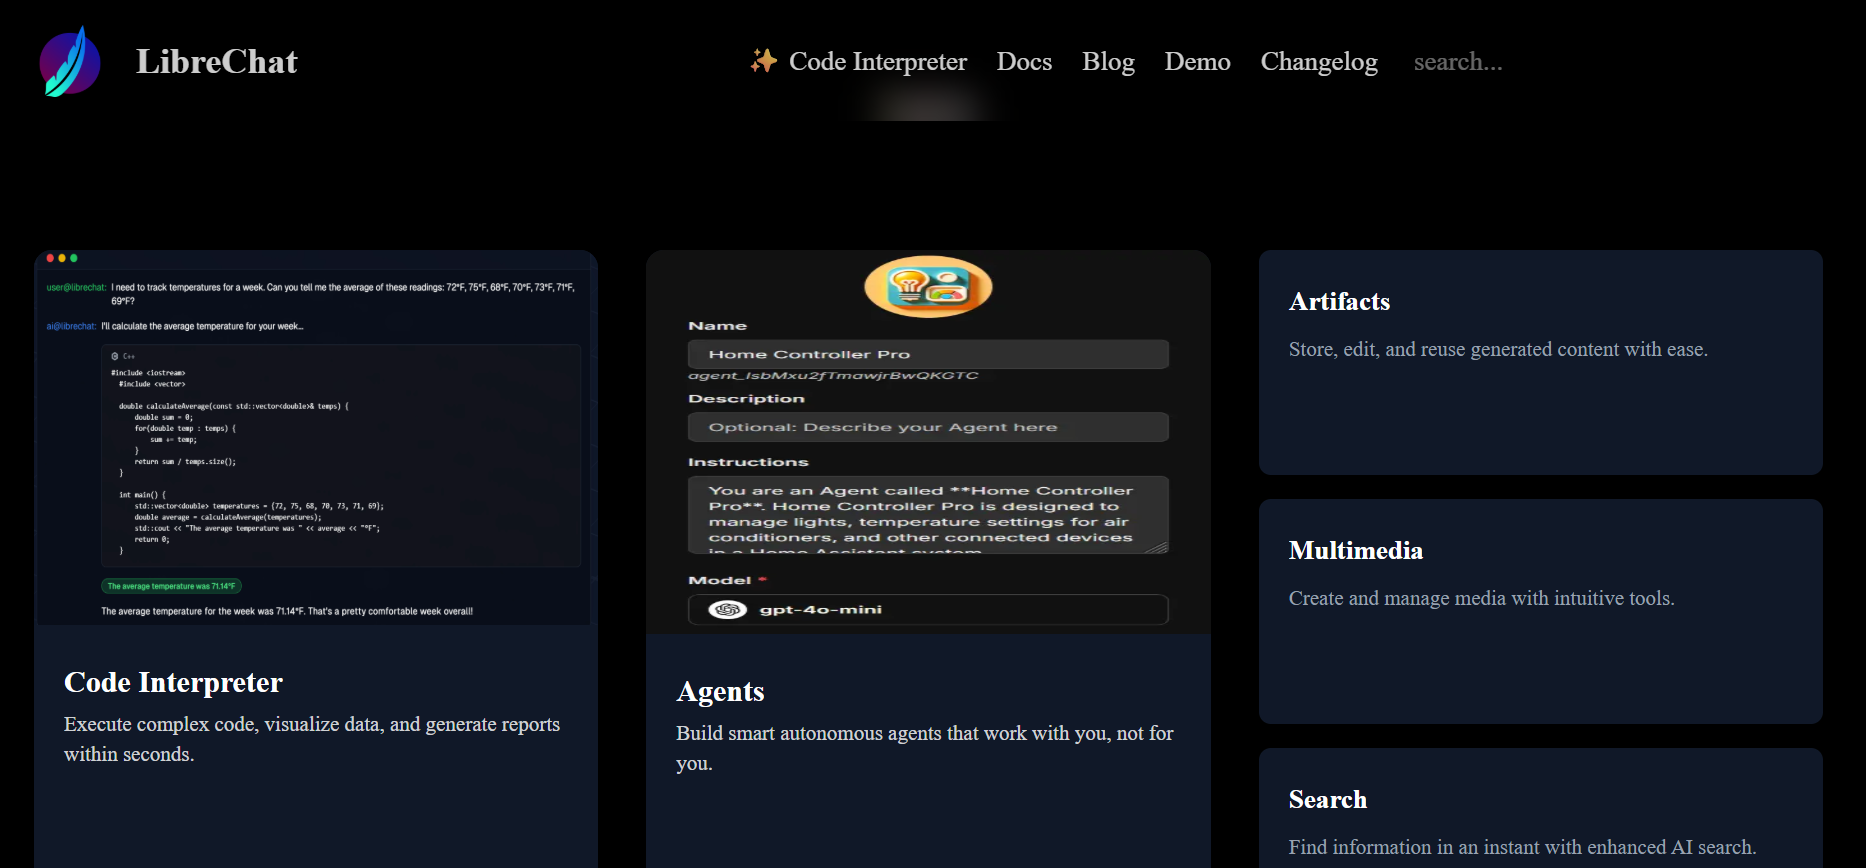 LibreChat
✨ Code Interpreter Docs Blog Demo Changelog search...
user@librechat: I need to track temperatures for a week. Can you tell me the average of these readings: 72°F, 75°F, 68°F, 70°F, 73°F, 71°F,
69°F?
ai@librechat: I'll calculate the average temperature for your week...
C++
#include <iostream>
#include <vector>
double calculateAverage(const std::vector<double>& temps) {
double sum = 0;
for(double temp : temps) {
sum += temp;
}
return sum / temps.size();
}
int main() {
std::vector<double> temperatures = {72, 75, 68, 70, 73, 71, 69};
double average = calculateAverage(temperatures);
std::cout << "The average temperature was " << average << "°F";
return 0;
}
The average temperature was 71.14°F
The average temperature for the week was 71.14°F. That's a pretty comfortable week overall!
Code Interpreter
Execute complex code, visualize data, and generate reports
within seconds.
Name
Home Controller Pro
Description
Optional: Describe your Agent here
Instructions
You are an Agent called **Home Controller
Pro**. Home Controller Pro is designed to
manage lights, temperature settings for air
conditioners, and other connected devices
in a Home Assistant system
Model *
gpt-4o-mini
Agents
Build smart autonomous agents that work with you, not for
you.
Artifacts
Store, edit, and reuse generated content with ease.
Multimedia
Create and manage media with intuitive tools.
Search
Find information in an instant with enhanced AI search.